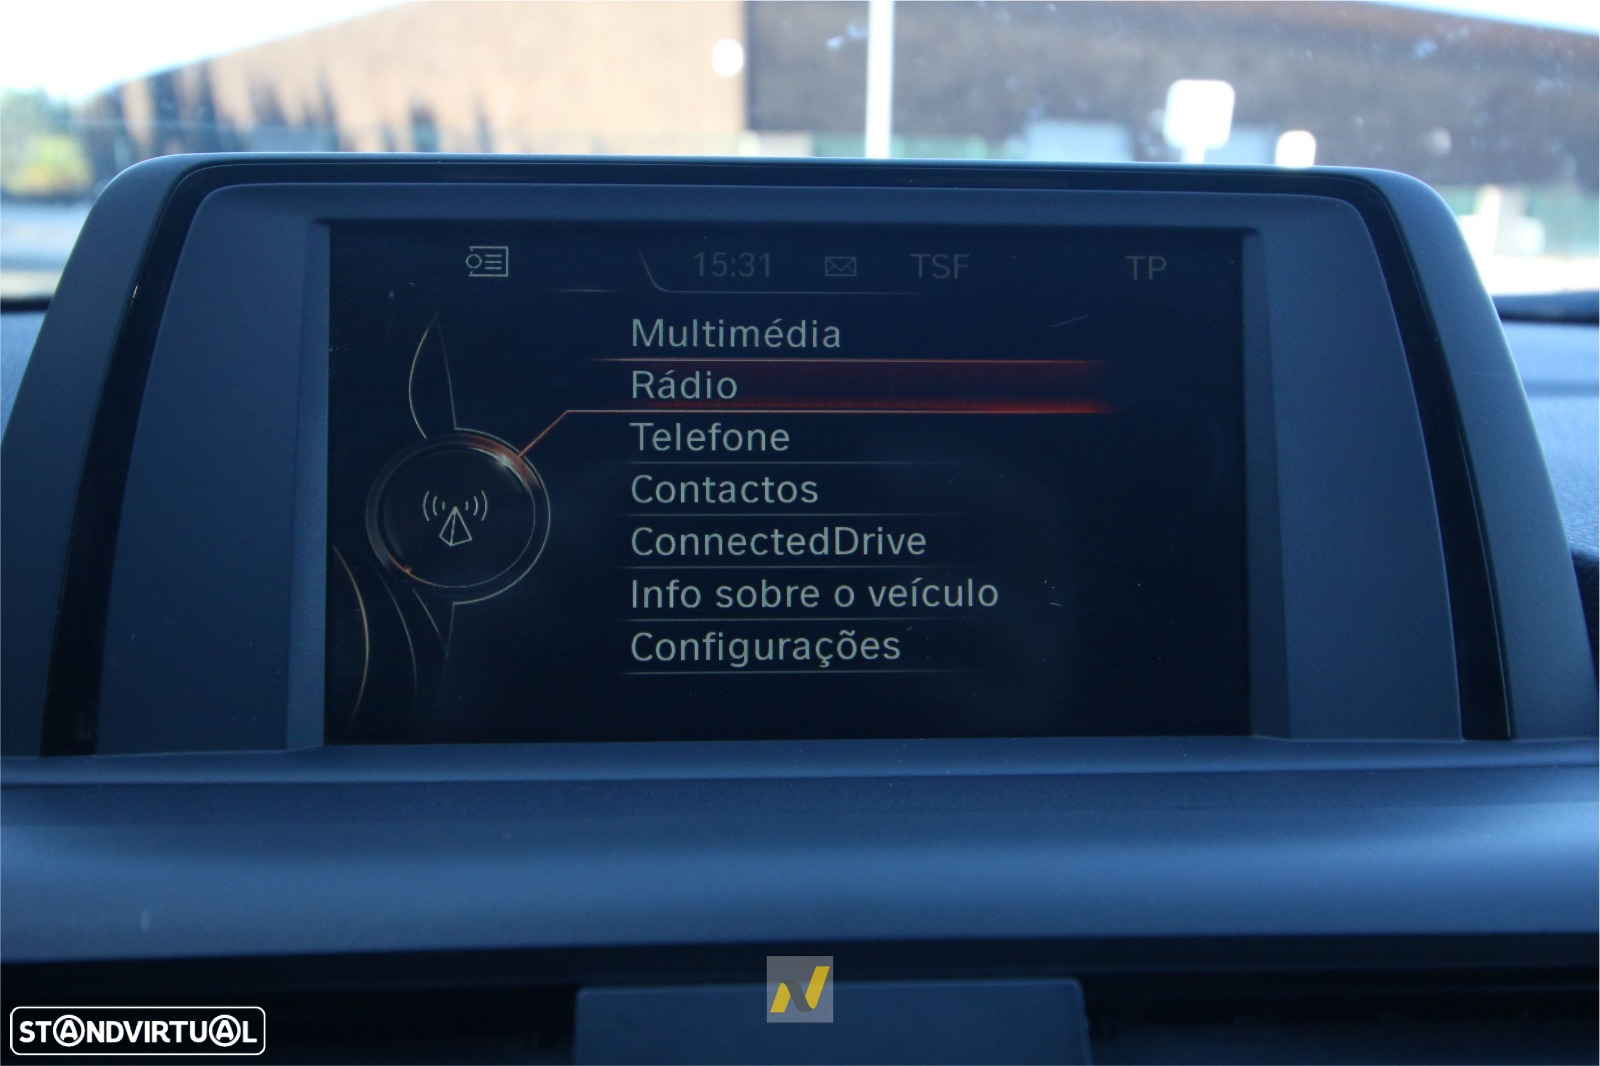 15:31 TSF TP
Multimédia
Rádio
Telefone
Contactos
ConnectedDrive
Info sobre o veículo
Configurações
STANDVIRTUAL